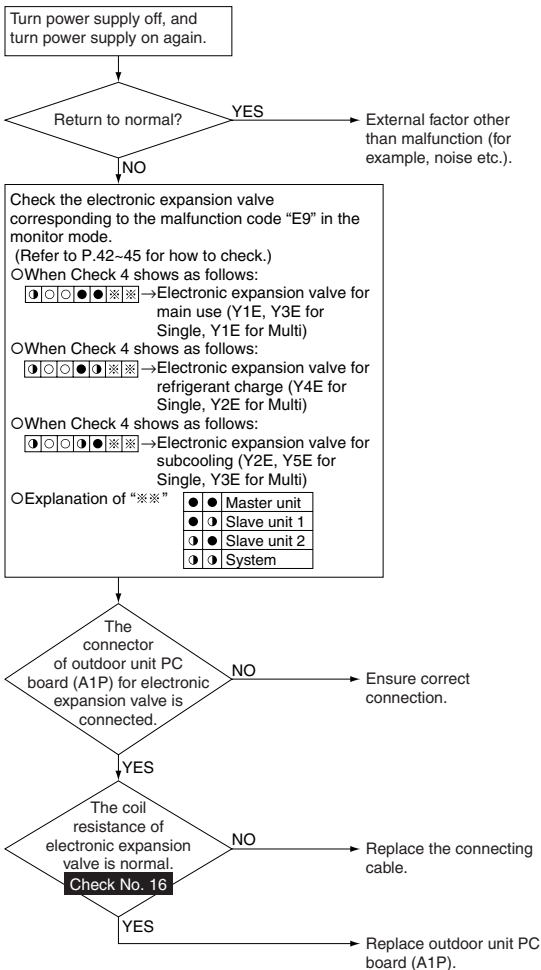 Turn power supply off, and
turn power supply on again.
Return to normal?
YES
External factor other
than malfunction (for
example, noise etc.).
NO
Check the electronic expansion valve
corresponding to the malfunction code “E9” in the
monitor mode.
(Refer to P.42~45 for how to check.)
○When Check 4 shows as follows:
◑○○●●※※→Electronic expansion valve for
main use (Y1E, Y3E for
Single, Y1E for Multi)
○When Check 4 shows as follows:
◑○○●◑※※→Electronic expansion valve for
refrigerant charge (Y4E for
Single, Y2E for Multi)
○When Check 4 shows as follows:
◑○○◑●※※→Electronic expansion valve for
subcooling (Y2E, Y5E for
Single, Y3E for Multi)
○Explanation of “※※”
●● Master unit
●◑ Slave unit 1
◑● Slave unit 2
◑◑ System
The
connector
of outdoor unit PC
board (A1P) for electronic
expansion valve is
connected.
NO
Ensure correct
connection.
YES
The coil
resistance of
electronic expansion
valve is normal.
Check No. 16
NO
Replace the connecting
cable.
YES
Replace outdoor unit PC
board (A1P).